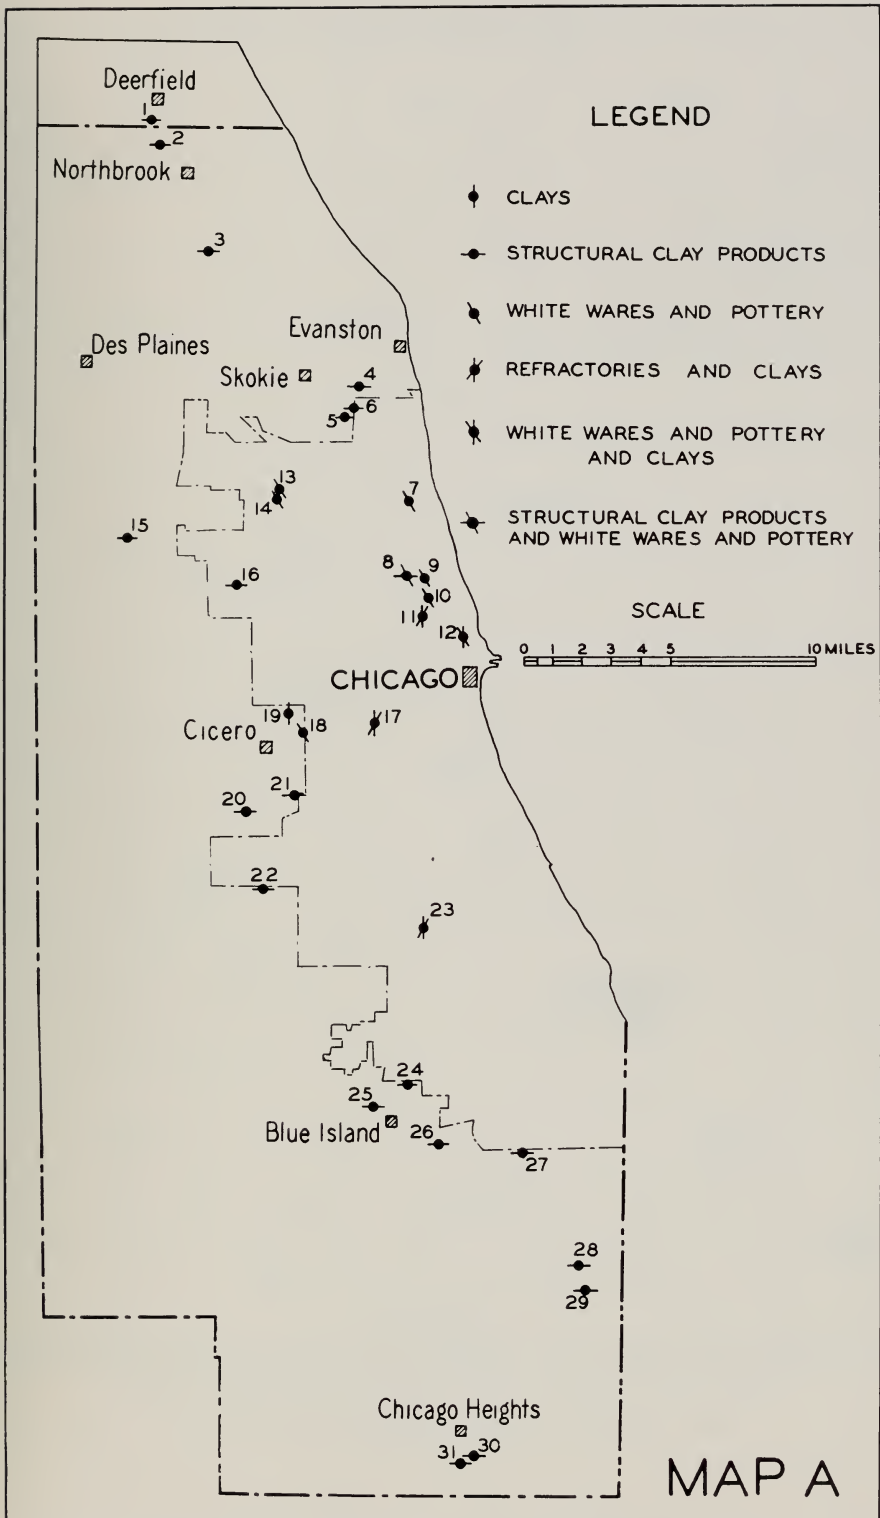 Deerfield
1
2
Northbrook
3
Des Plaines
Evanston
Skokie
4
6
5
13
14
7
15
16
8
9
10
11
12
CHICAGO
19
18
17
Cicero
21
20
22
23
24
25
Blue Island
26
27
28
29
Chicago Heights
30
31
LEGEND
CLAYS
STRUCTURAL CLAY PRODUCTS
WHITE WARES AND POTTERY
REFRACTORIES AND CLAYS
WHITE WARES AND POTTERY
AND CLAYS
STRUCTURAL CLAY PRODUCTS
AND WHITE WARES AND POTTERY
SCALE
0 1 2 3 4 5 10 MILES
MAP A